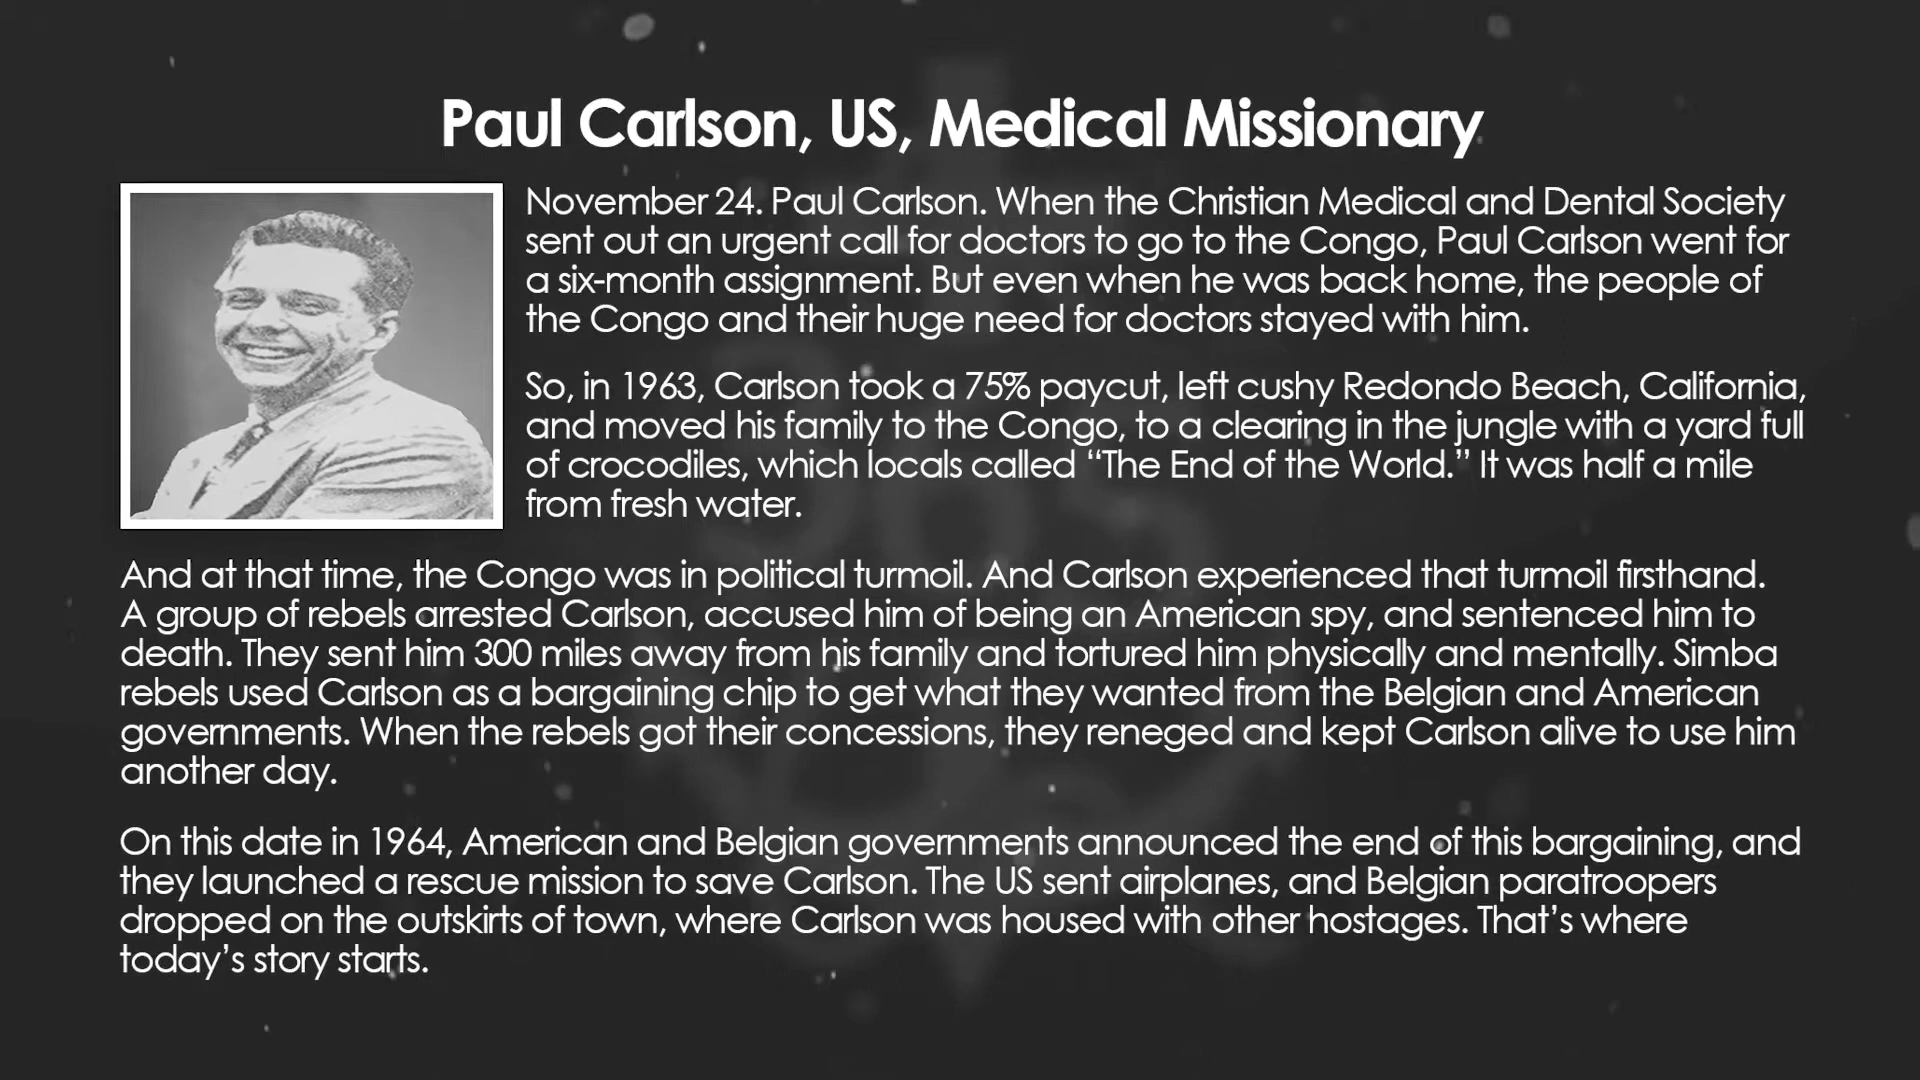 Paul Carlson, US, Medical Missionary
November 24. Paul Carlson. When the Christian Medical and Dental Society
sent out an urgent call for doctors to go to the Congo, Paul Carlson went for
a six-month assignment. But even when he was back home, the people of
the Congo and their huge need for doctors stayed with him.
So, in 1963, Carlson took a 75% paycut, left cushy Redondo Beach, California,
and moved his family to the Congo, to a clearing in the jungle with a yard full
of crocodiles, which locals called “The End of the World.” It was half a mile
from fresh water.
And at that time, the Congo was in political turmoil. And Carlson experienced that turmoil firsthand.
A group of rebels arrested Carlson, accused him of being an American spy, and sentenced him to
death. They sent him 300 miles away from his family and tortured him physically and mentally. Simba
rebels used Carlson as a bargaining chip to get what they wanted from the Belgian and American
governments. When the rebels got their concessions, they reneged and kept Carlson alive to use him
another day.
On this date in 1964, American and Belgian governments announced the end of this bargaining, and
they launched a rescue mission to save Carlson. The US sent airplanes, and Belgian paratroopers
dropped on the outskirts of town, where Carlson was housed with other hostages. That’s where
today’s story starts.